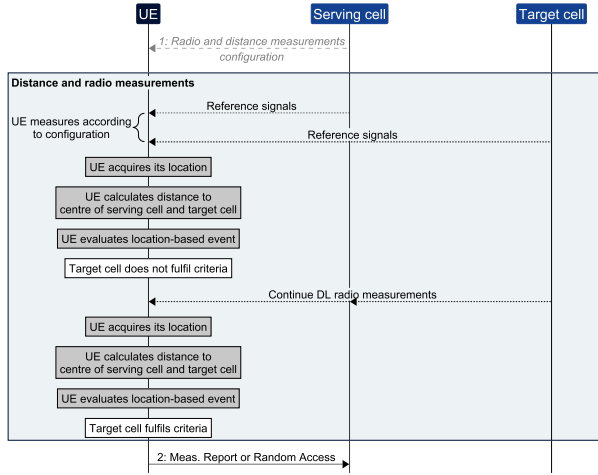 UE
Serving cell
Target cell
1: Radio and distance measurements
configuration
Distance and radio measurements
Reference signals
UE measures according
to configuration
Reference signals
UE acquires its location
UE calculates distance to
centre of serving cell and target cell
UE evaluates location-based event
Target cell does not fulfil criteria
Continue DL radio measurements
UE acquires its location
UE calculates distance to
centre of serving cell and target cell
UE evaluates location-based event
Target cell fulfils criteria
2: Meas. Report or Random Access